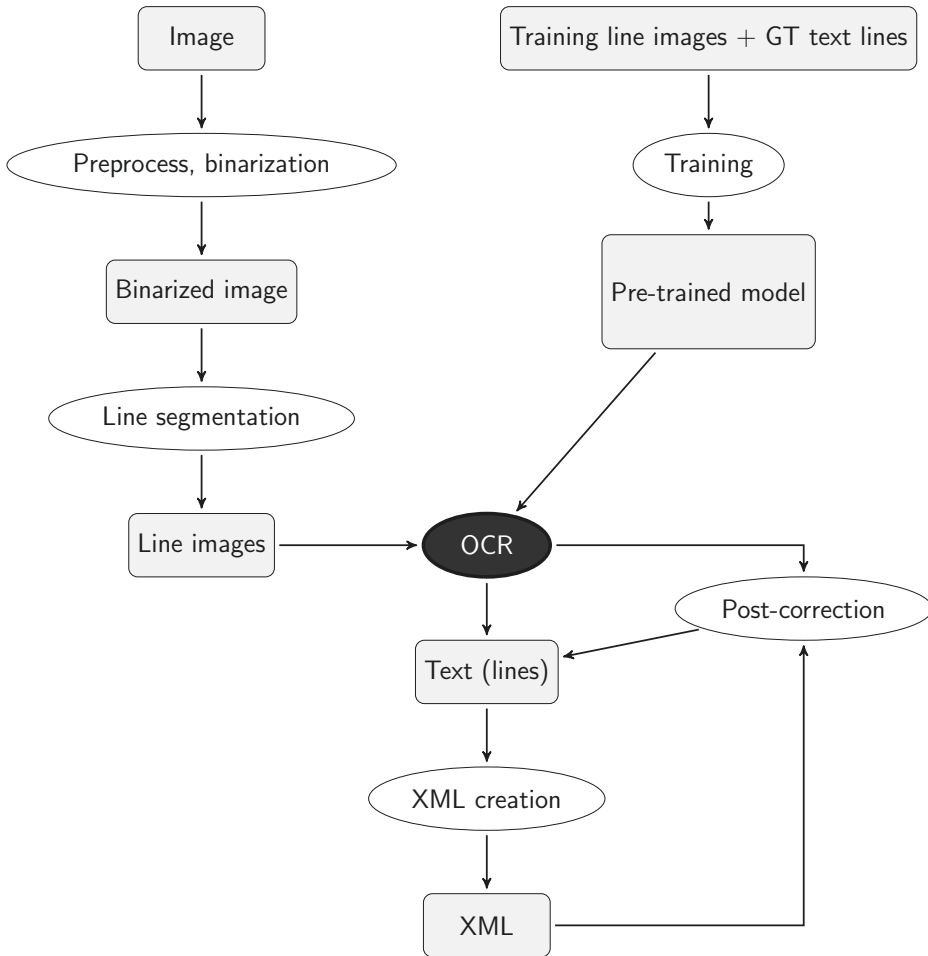 Image
Training line images + GT text lines
Preprocess, binarization
Training
Binarized image
Pre-trained model
Line segmentation
Line images
OCR
Post-correction
Text (lines)
XML creation
XML